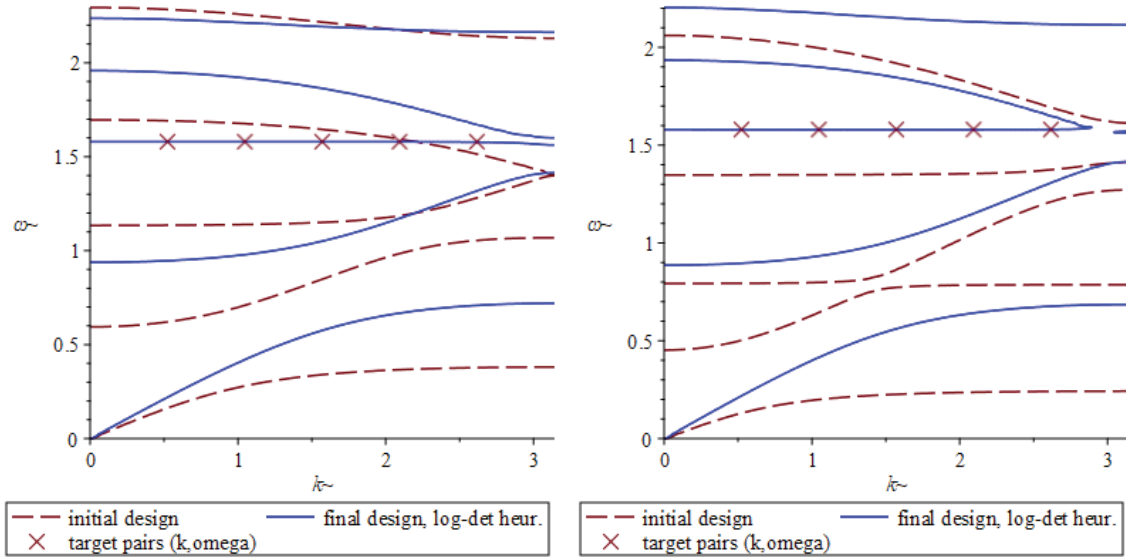 2
1.5
ω~
1
0.5
0
0
1
2
3
k~
initial design
final design, log-det heur.
target pairs (k,omega)
2
1.5
ω~
1
0.5
0
0
1
2
3
k~
initial design
final design, log-det heur.
target pairs (k,omega)